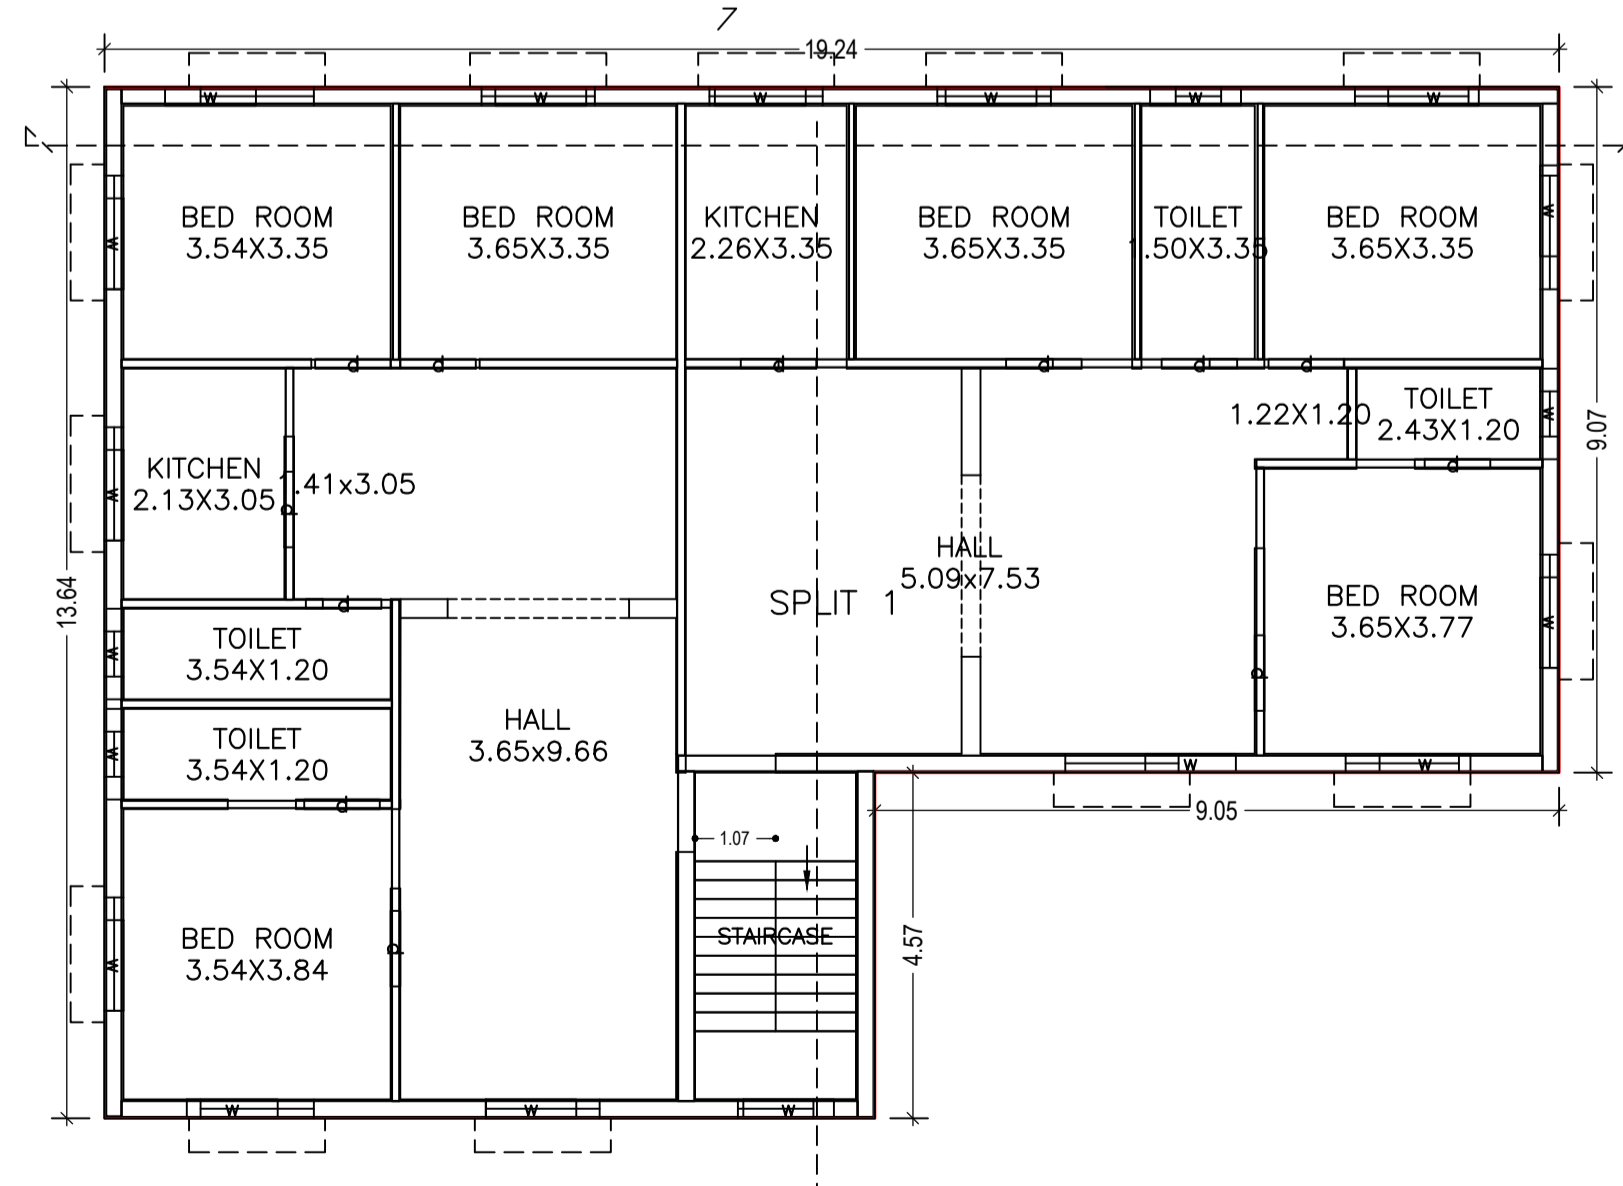 7
19.24
W W W W W W
BED ROOM
3.54X3.35
BED ROOM
3.65X3.35
KITCHEN
2.26X3.35
BED ROOM
3.65X3.35
TOILET
.50X3.35
BED ROOM
3.65X3.35
W
W
d d d d d d
KITCHEN
2.13X3.05
.41x3.05
1.22X1.20
TOILET
2.43X1.20
W
9.07
W
d
d
HALL
5.09x7.53
SPLIT 1
BED ROOM
3.65X3.77
W
d
13.64
d
TOILET
3.54X1.20
W
TOILET
3.54X1.20
W
d
HALL
3.65x9.66
W W
9.05
1.07
4.57
STAIRCASE
BED ROOM
3.54X3.84
W
d
W W W